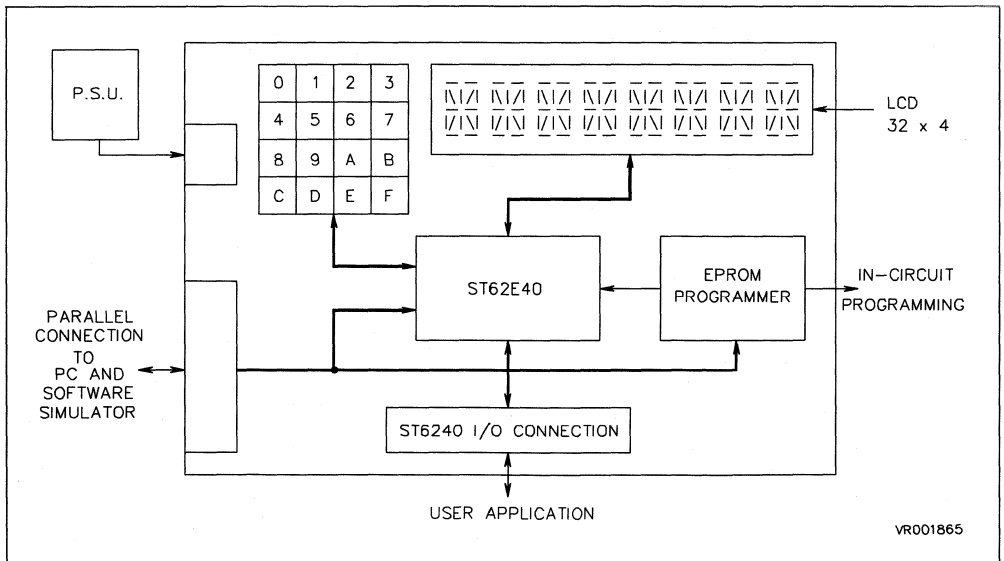 P.S.U.
0 1 2 3
4 5 6 7
8 9 A B
C D E F
LCD
32 x 4
ST62E40
EPROM
PROGRAMMER
IN-CIRCUIT
PROGRAMMING
PARALLEL
CONNECTION
TO
PC AND
SOFTWARE
SIMULATOR
ST6240 I/O CONNECTION
USER APPLICATION
VR001865